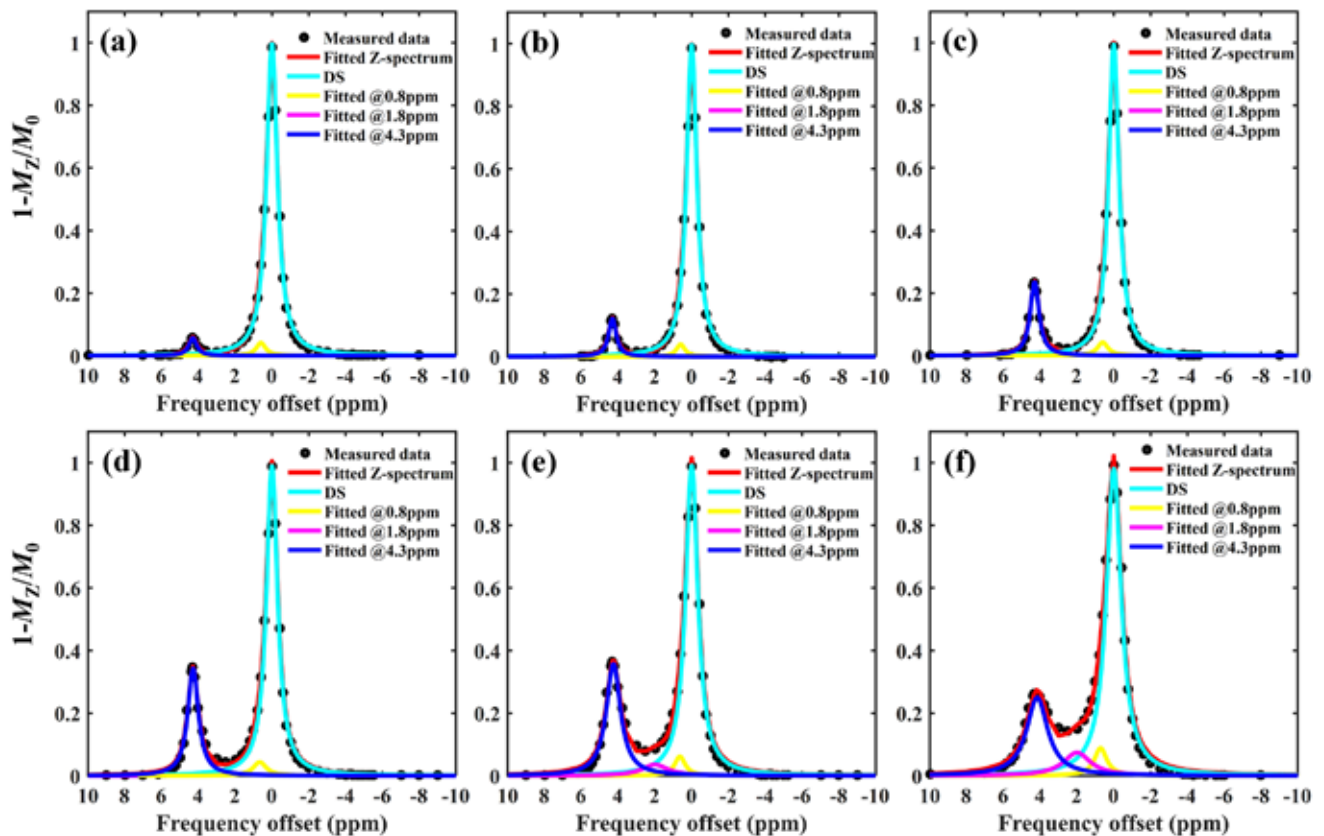 (a)
Measured data
Fitted Z-spectrum
DS
Fitted @0.8ppm
Fitted @1.8ppm
Fitted @4.3ppm
1-MZ/M0
1
0.8
0.6
0.4
0.2
0
10 8 6 4 2 0 -2 -4 -6 -8 -10
Frequency offset (ppm)
(b)
Measured data
Fitted Z-spectrum
DS
Fitted @0.8ppm
Fitted @1.8ppm
Fitted @4.3ppm
1
0.8
0.6
0.4
0.2
0
10 8 6 4 2 0 -2 -4 -6 -8 -10
Frequency offset (ppm)
(c)
Measured data
Fitted Z-spectrum
DS
Fitted @0.8ppm
Fitted @1.8ppm
Fitted @4.3ppm
1
0.8
0.6
0.4
0.2
0
10 8 6 4 2 0 -2 -4 -6 -8 -10
Frequency offset (ppm)
(d)
Measured data
Fitted Z-spectrum
DS
Fitted @0.8ppm
Fitted @1.8ppm
Fitted @4.3ppm
1-MZ/M0
1
0.8
0.6
0.4
0.2
0
10 8 6 4 2 0 -2 -4 -6 -8 -10
Frequency offset (ppm)
(e)
Measured data
Fitted Z-spectrum
DS
Fitted @0.8ppm
Fitted @1.8ppm
Fitted @4.3ppm
1
0.8
0.6
0.4
0.2
0
10 8 6 4 2 0 -2 -4 -6 -8 -10
Frequency offset (ppm)
(f)
Measured data
Fitted Z-spectrum
DS
Fitted @0.8ppm
Fitted @1.8ppm
Fitted @4.3ppm
1
0.8
0.6
0.4
0.2
0
10 8 6 4 2 0 -2 -4 -6 -8 -10
Frequency offset (ppm)